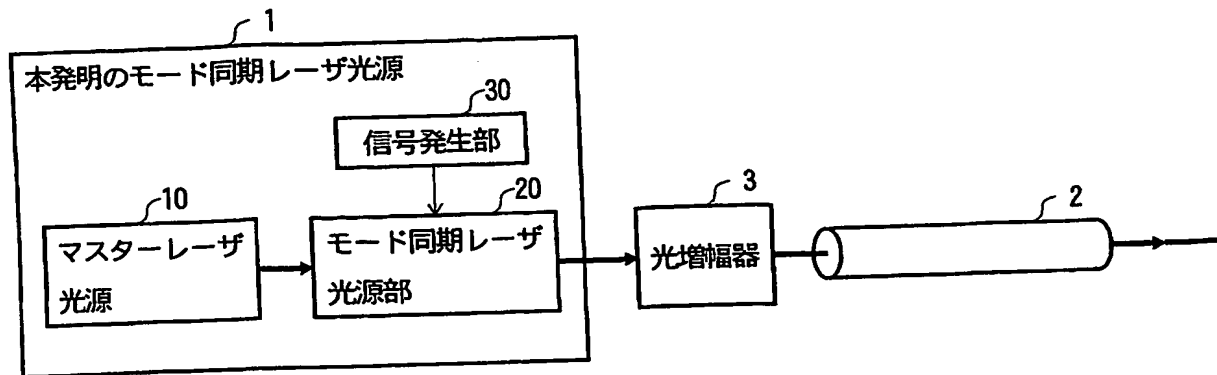 1
本発明のモード同期レーザ光源
30
信号発生部
10
マスターレーザ
光源
20
モード同期レーザ
光源部
3
光増幅器
2